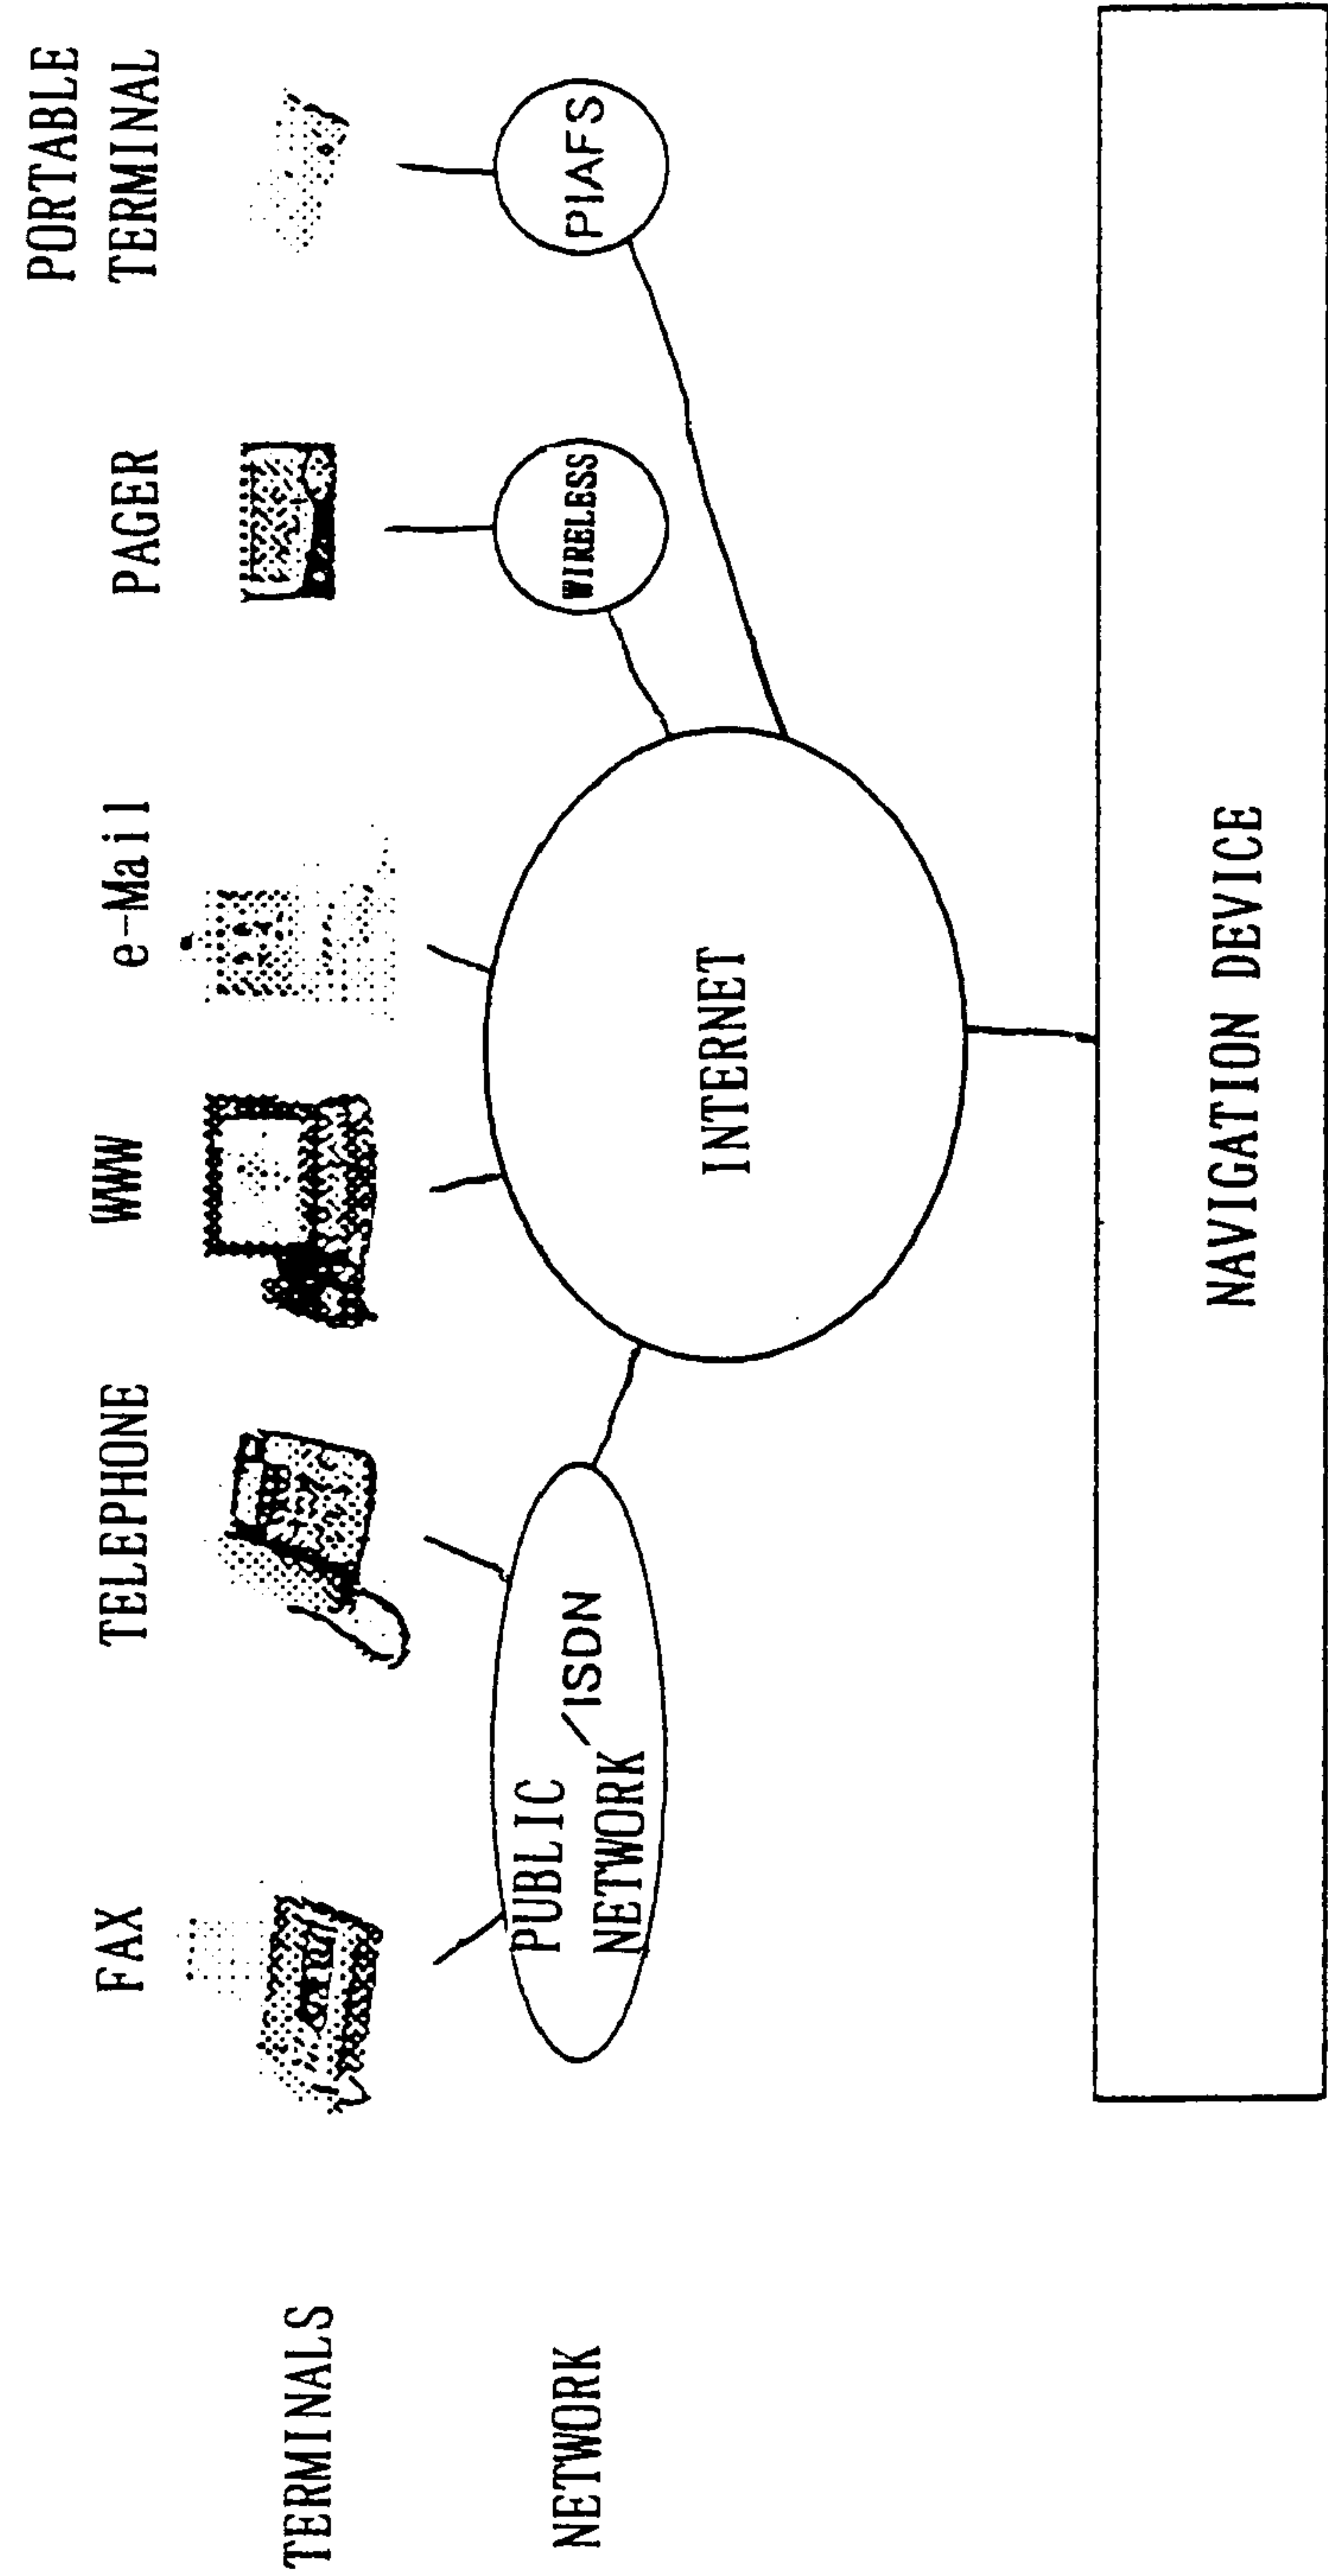 FAX
TELEPHONE
WWW
e-Mail
PAGER
PORTABLE
TERMINAL
TERMINALS
NETWORK
PUBLIC
NETWORK
/ISDN
INTERNET
WIRELESS
PIAFS
NAVIGATION DEVICE